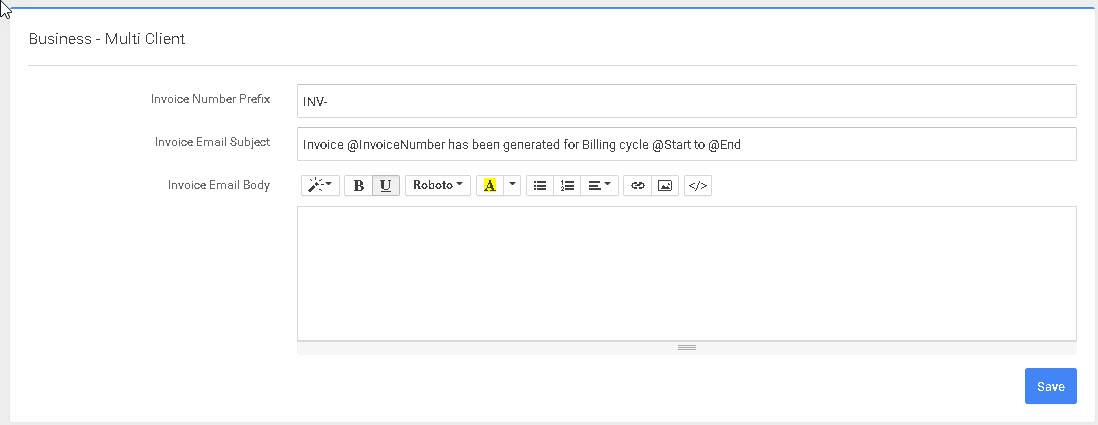 Business - Multi Client
Invoice Number Prefix
INV-
Invoice Email Subject
Invoice @InvoiceNumber has been generated for Billing cycle @Start to @End
Invoice Email Body
B U Roboto A </>
Save